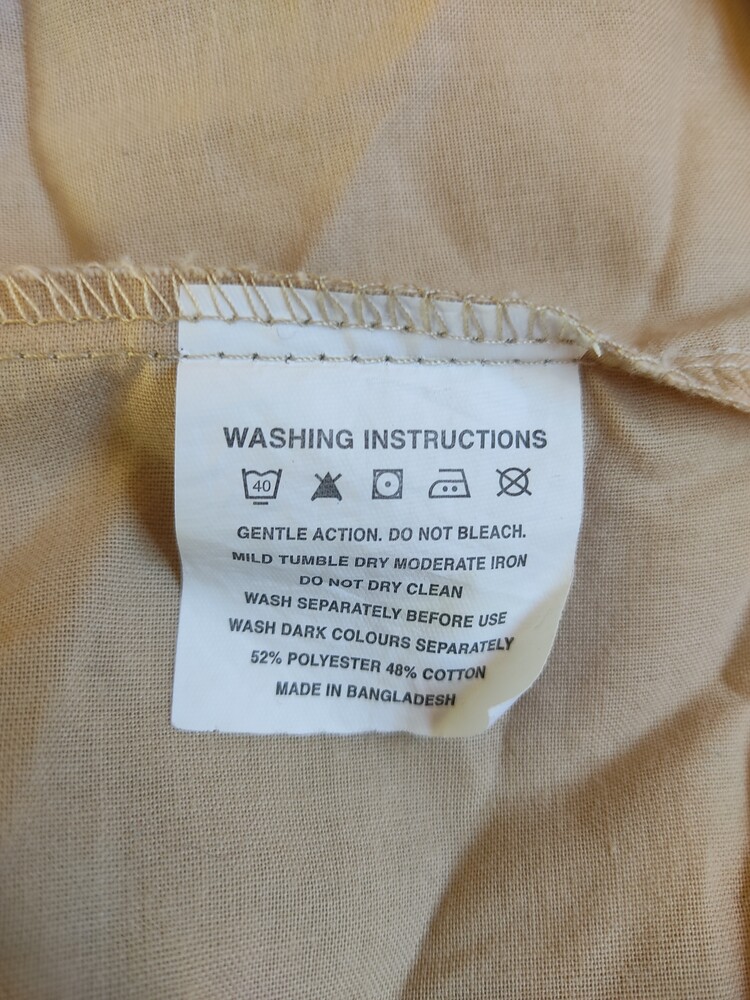 WASHING INSTRUCTIONS
40
GENTLE ACTION. DO NOT BLEACH.
MILD TUMBLE DRY MODERATE IRON
DO NOT DRY CLEAN
WASH SEPARATELY BEFORE USE
WASH DARK COLOURS SEPARATELY
52% POLYESTER 48% COTTON
MADE IN BANGLADESH